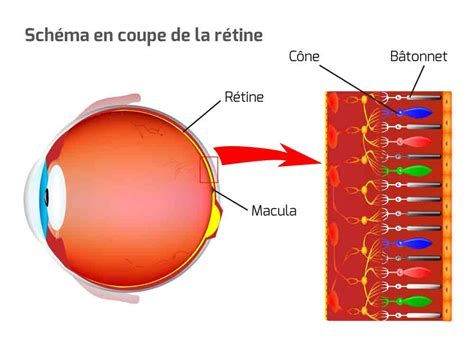 Schéma en coupe de la rétine
Cône
Bâtonnet
Rétine
Macula